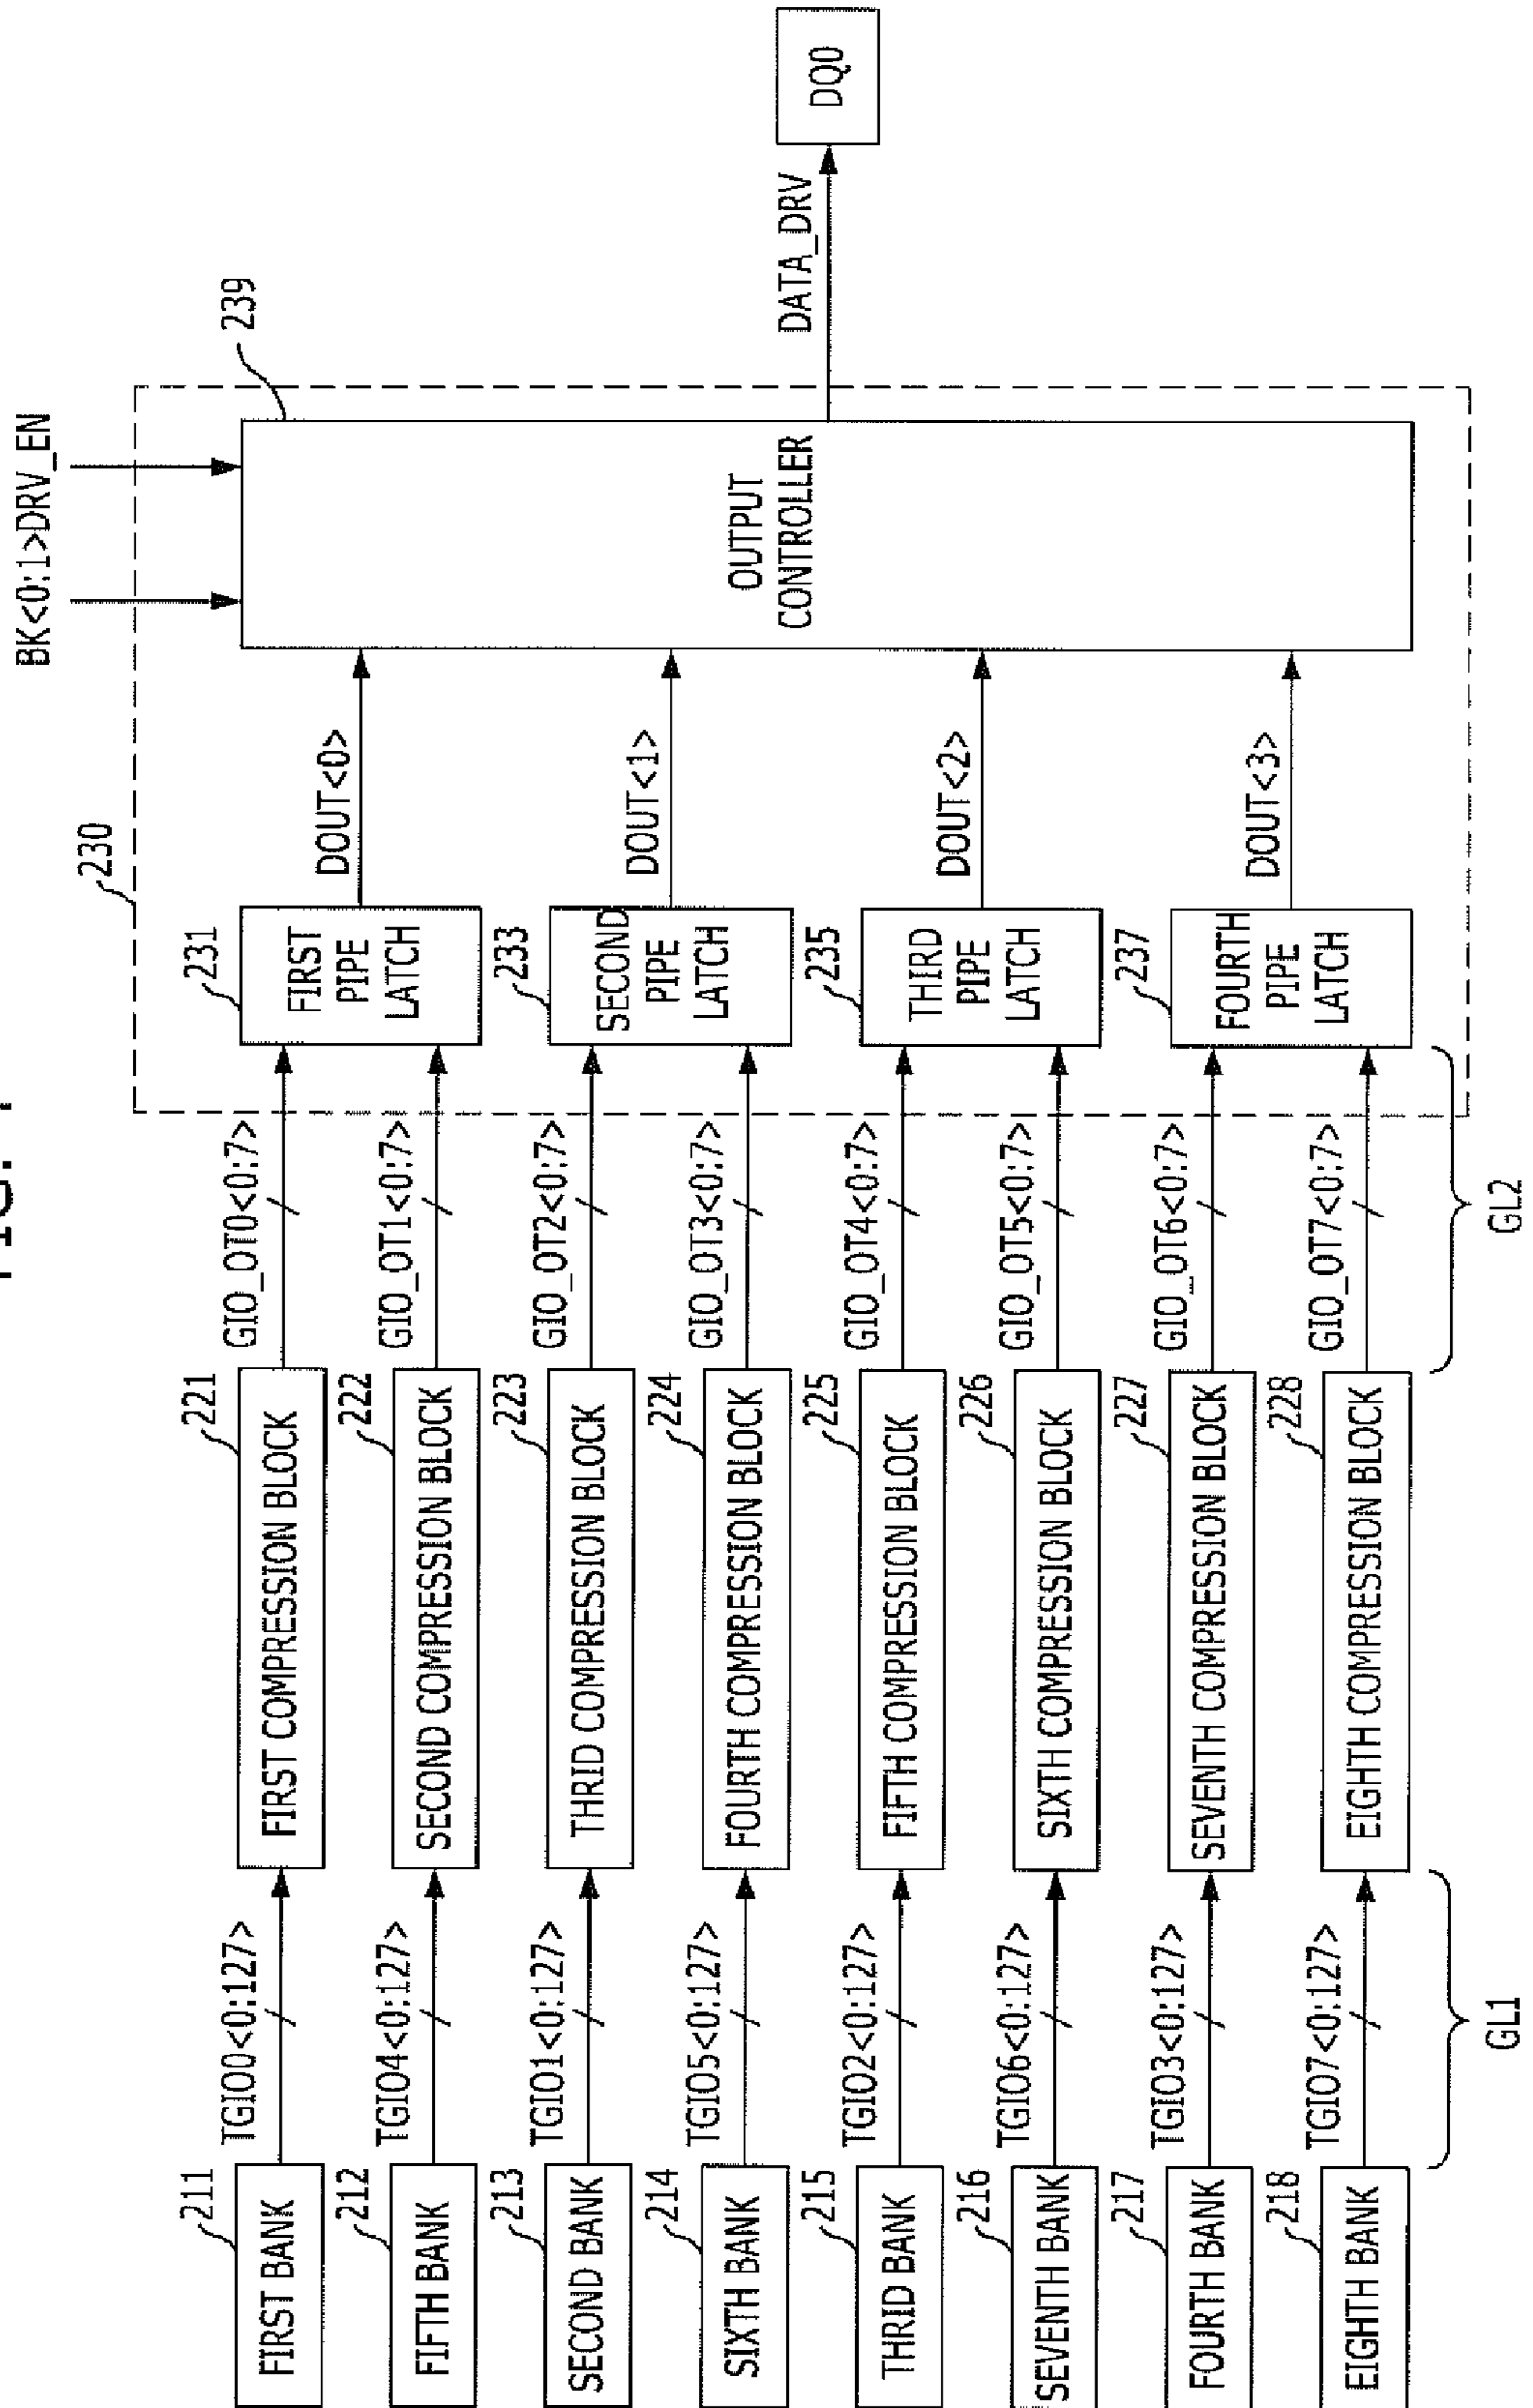 FIG.
BK<0:1>DRV_EN
230
239
211
FIRST BANK
TGIO0<0:127>
221
FIRST COMPRESSION BLOCK
GIO_OT0<0:7>
231
FIRST
PIPE
LATCH
DOUT<0>
212
FIFTH BANK
TGIO4<0:127>
222
SECOND COMPRESSION BLOCK
GIO_OT1<0:7>
213
SECOND BANK
TGIO1<0:127>
223
THRID COMPRESSION BLOCK
GIO_OT2<0:7>
233
SECOND
PIPE
LATCH
DOUT<1>
214
SIXTH BANK
TGIO5<0:127>
224
FOURTH COMPRESSION BLOCK
GIO_OT3<0:7>
OUTPUT
CONTROLLER
DATA_DRV
DQ0
215
THRID BANK
TGIO2<0:127>
225
FIFTH COMPRESSION BLOCK
GIO_OT4<0:7>
235
THIRD
PIPE
LATCH
DOUT<2>
216
SEVENTH BANK
TGIO6<0:127>
226
SIXTH COMPRESSION BLOCK
GIO_OT5<0:7>
217
FOURTH BANK
TGIO3<0:127>
227
SEVENTH COMPRESSION BLOCK
GIO_OT6<0:7>
237
FOURTH
PIPE
LATCH
DOUT<3>
218
EIGHTH BANK
TGIO7<0:127>
228
EIGHTH COMPRESSION BLOCK
GIO_OT7<0:7>
GL1
GL2